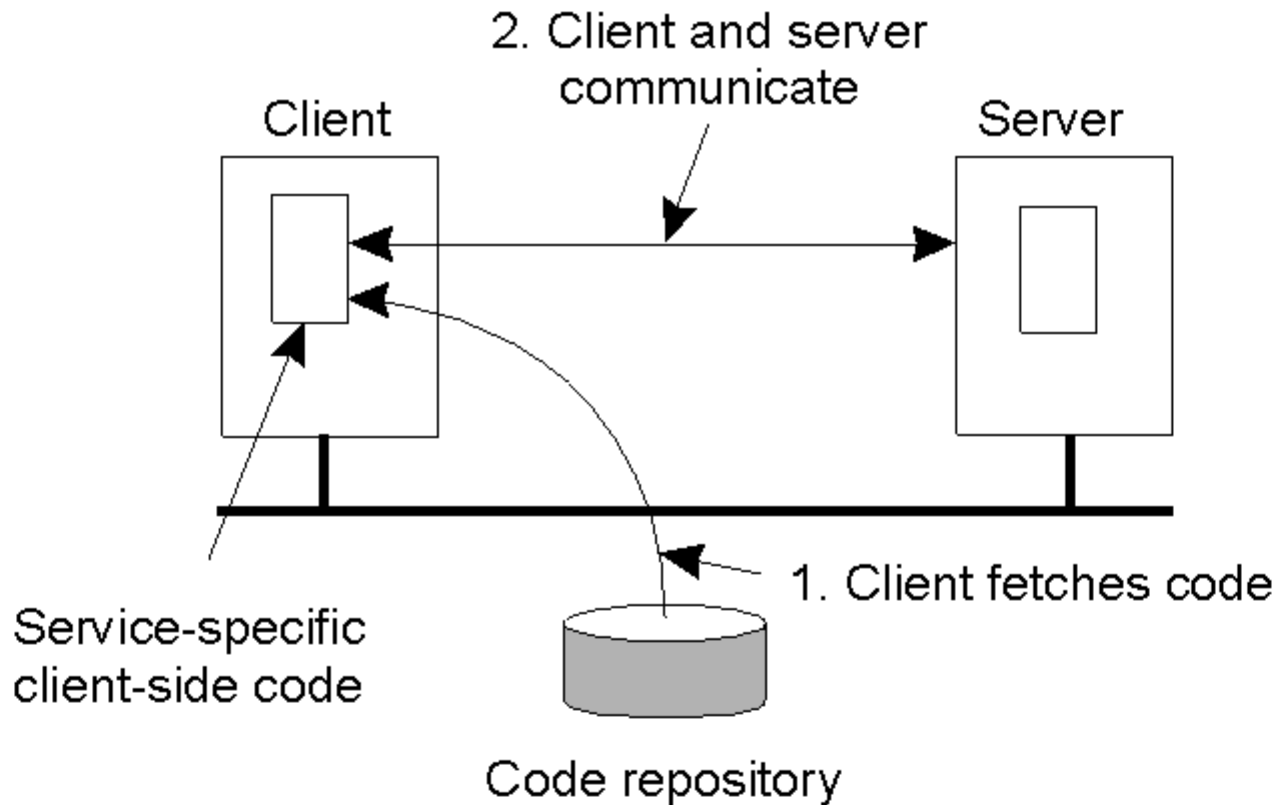 2. Client and server
communicate
Client
Server
1. Client fetches code
Service-specific
client-side code
Code repository